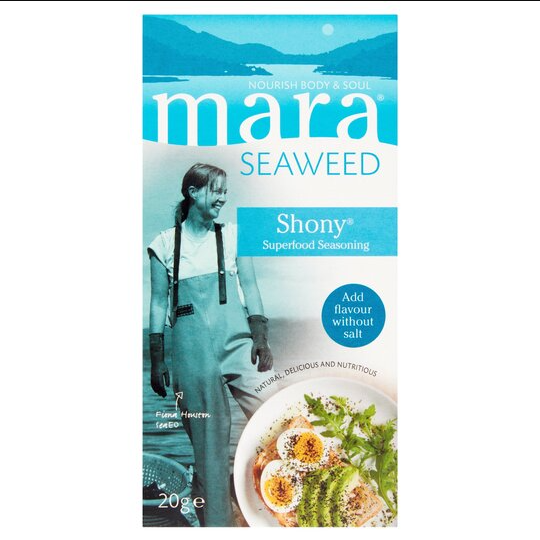 NOURISH BODY & SOUL
mara®
SEAWEED
Shony®
Superfood Seasoning
Add
flavour
without
salt
NATURAL, DELICIOUS AND NUTRITIOUS
Fiona Houston
SeaEO
20g e